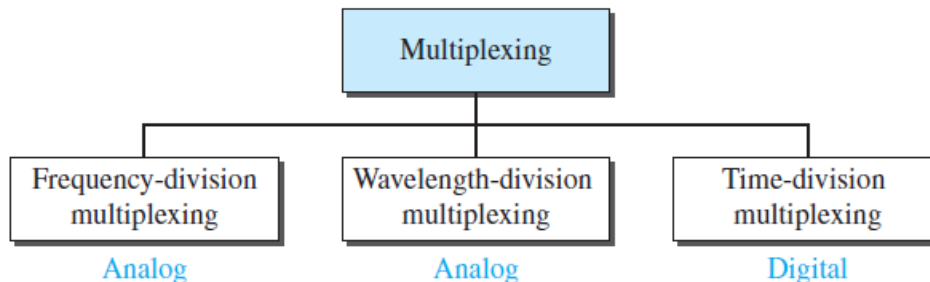 Multiplexing
Frequency-division
multiplexing
Wavelength-division
multiplexing
Time-division
multiplexing
Analog
Analog
Digital